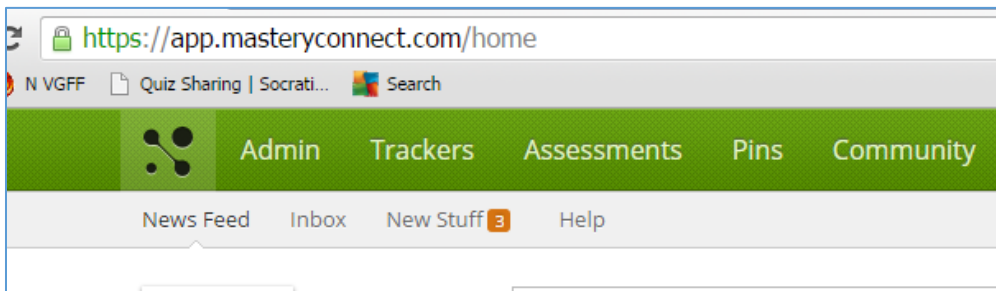 https://app.masteryconnect.com/home
N VGFF Quiz Sharing | Socrati... Search
Admin Trackers Assessments Pins Community
News Feed Inbox New Stuff 3 Help